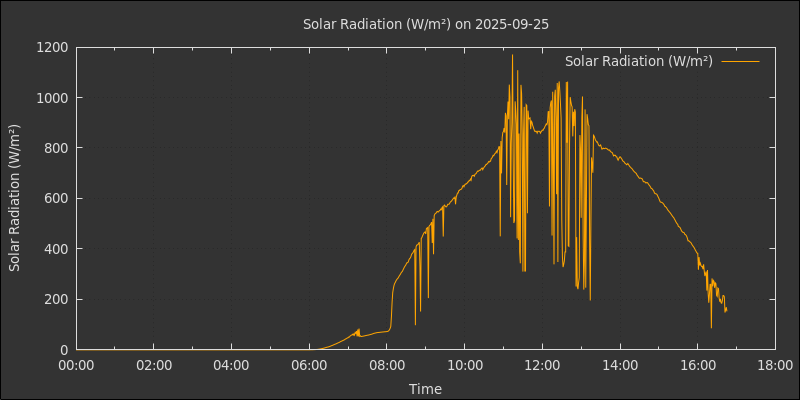 Solar Radiation (W/m²) on 2025-09-25
Solar Radiation (W/m²)
Solar Radiation (W/m²)
1200
1000
800
600
400
200
0
00:00 02:00 04:00 06:00 08:00 10:00 12:00 14:00 16:00 18:00
Time